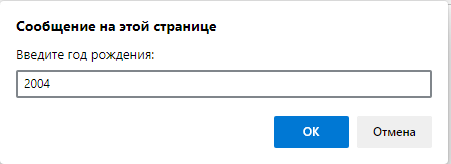 Сообщение на этой странице
Введите год рождения:
2004
OK Отмена